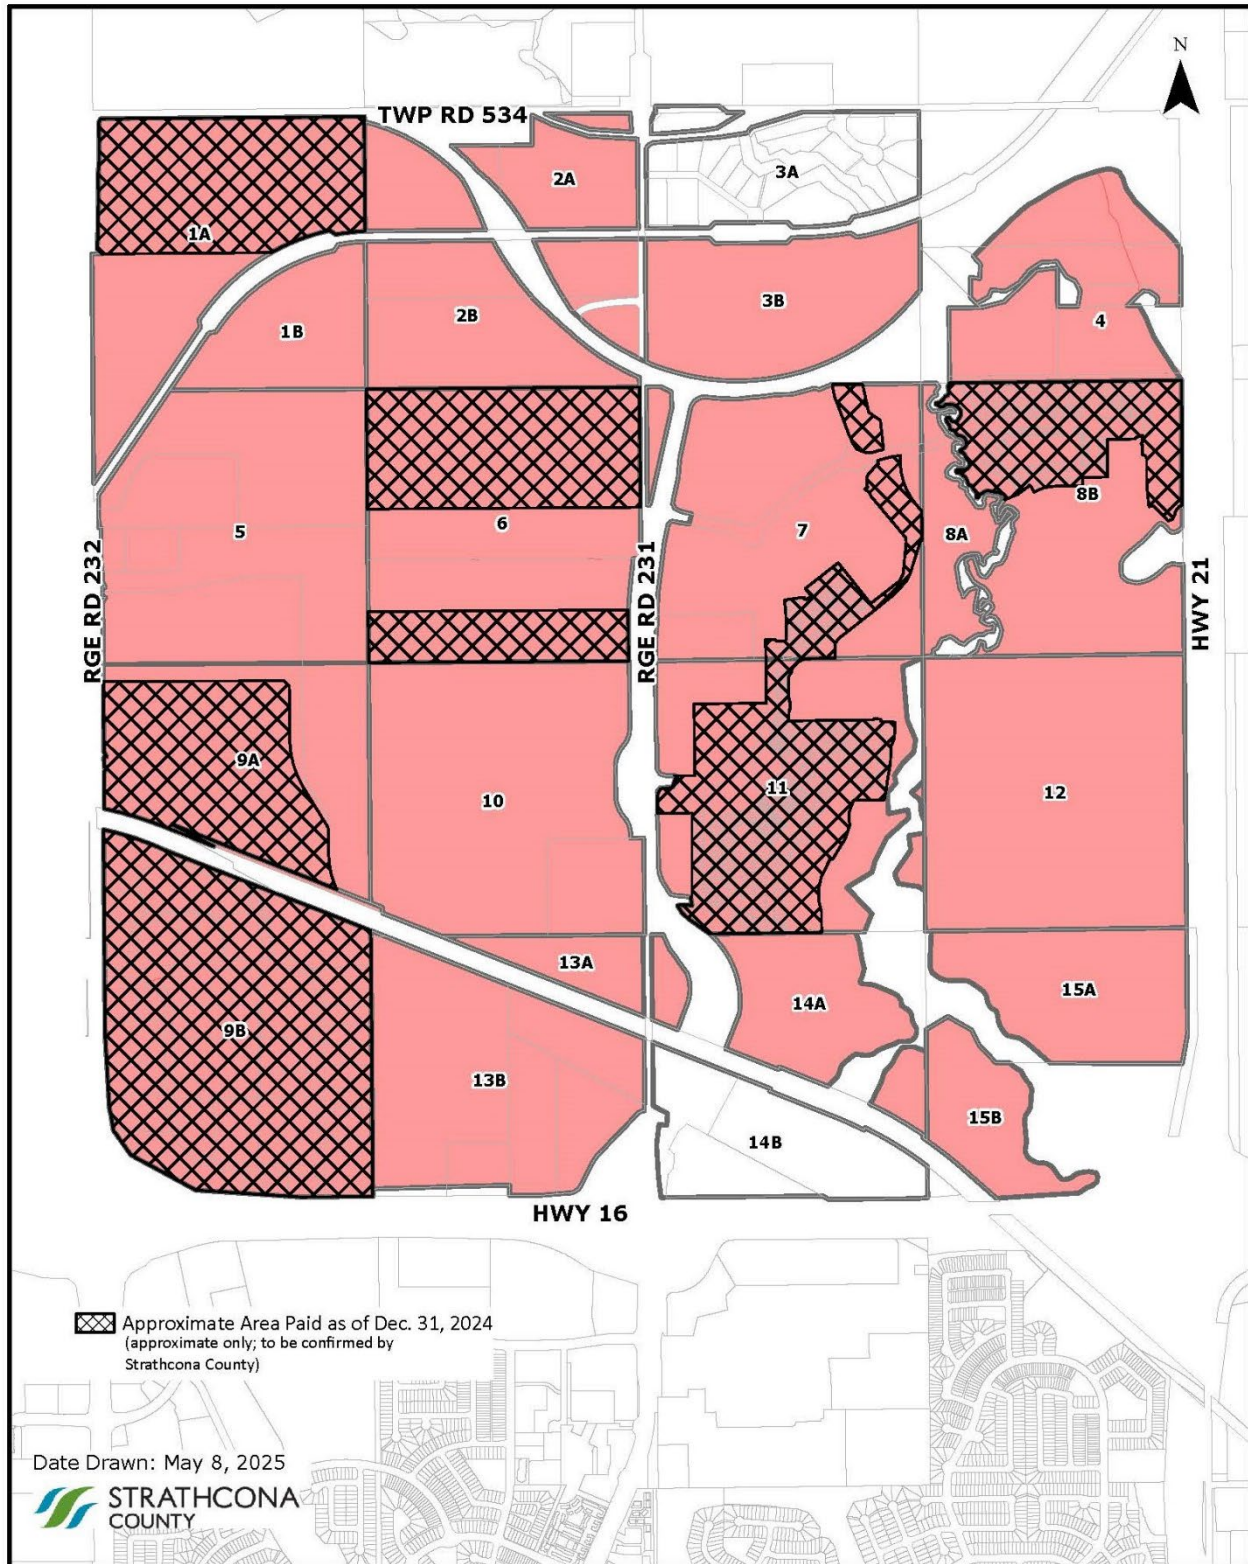 N
TWP RD 534
3A
2A
1A
3B
2B
1B
4
8B
6
5
7
8A
RGE RD 232
RGE RD 231
HWY 21
9A
11
12
10
13A
15A
14A
9B
13B
15B
14B
HWY 16
Approximate Area Paid as of Dec. 31, 2024
(approximate only; to be confirmed by
Strathcona County)
Date Drawn: May 8, 2025
STRATHCONA
COUNTY